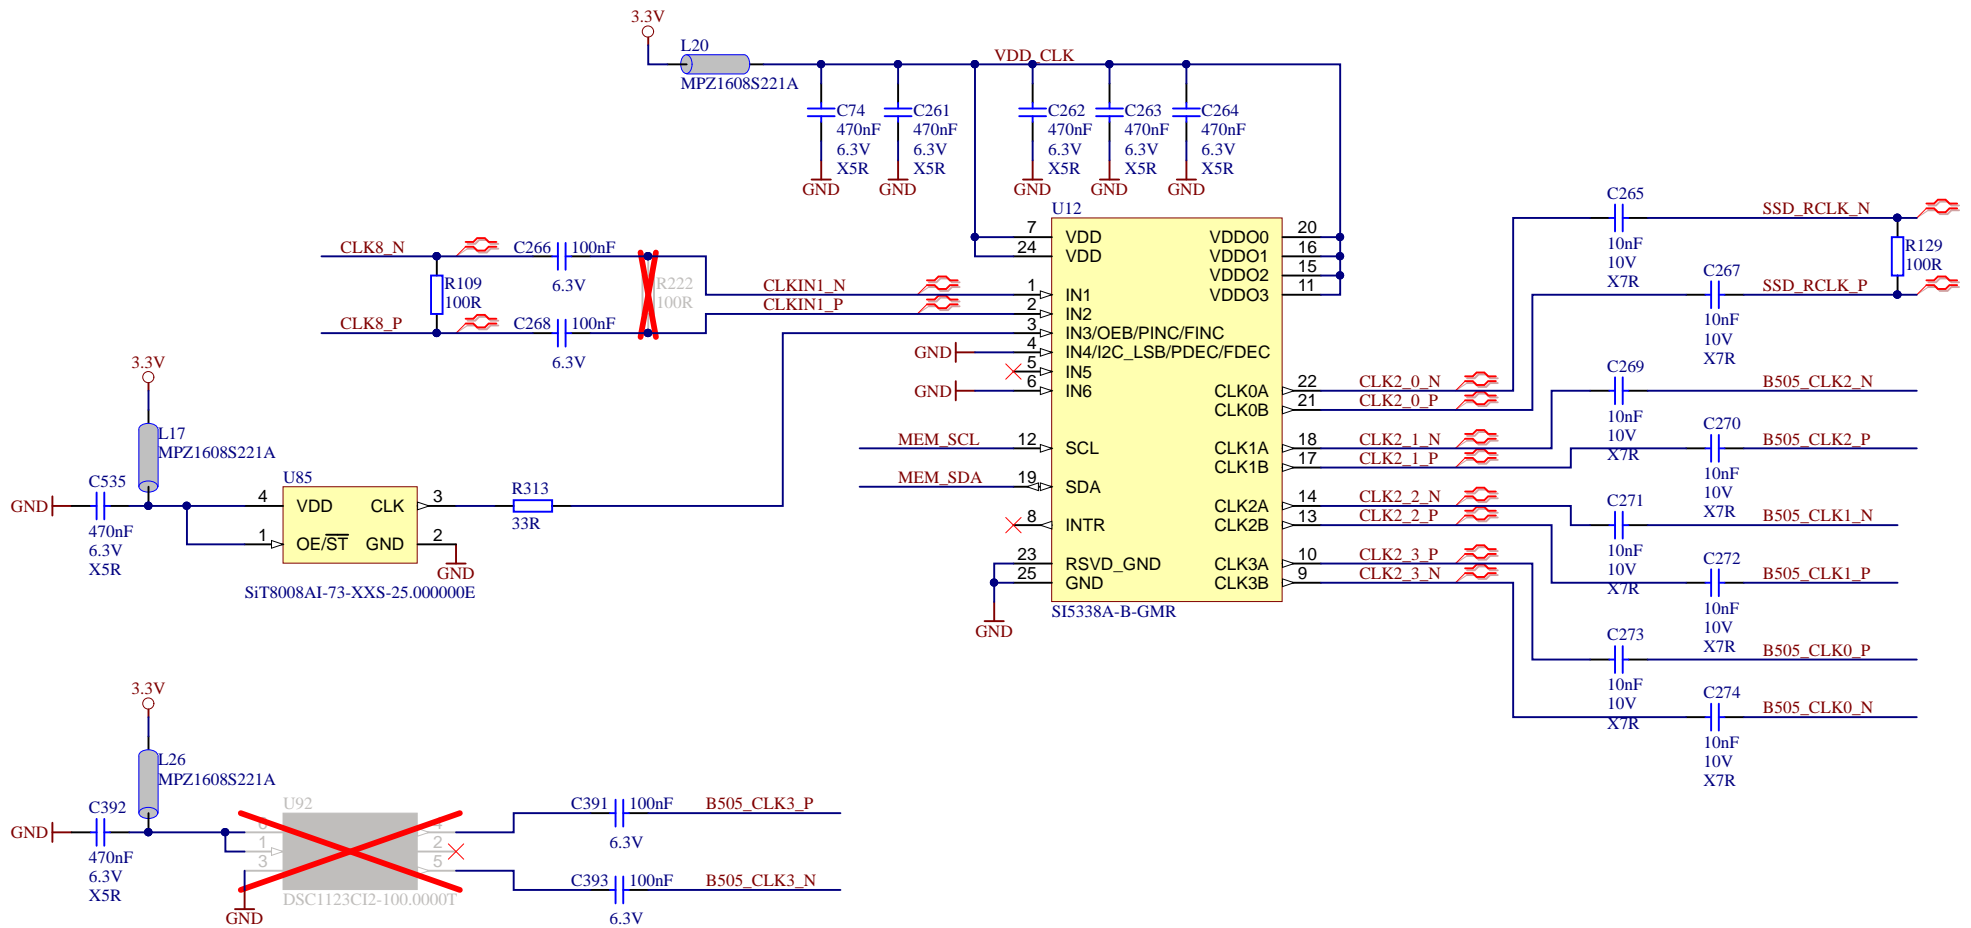 3.3V
L20
MPZ1608S221A
VDD_CLK
C74
470nF
6.3V
X5R
GND
C261
470nF
6.3V
X5R
GND
C262
470nF
6.3V
X5R
GND
C263
470nF
6.3V
X5R
GND
C264
470nF
6.3V
X5R
GND
CLK8_N
R109
100R
CLK8_P
C266 100nF
6.3V
C268 100nF
6.3V
R222
100R
CLKIN1_N
CLKIN1_P
GND
GND
MEM_SCL
MEM_SDA
U12
7 VDD
24 VDD
1 IN1
2 IN2
3 IN3/OEB/PINC/FINC
4 IN4/I2C_LSB/PDEC/FDEC
5 IN5
6 IN6
12 SCL
19 SDA
8 INTR
23 RSVD_GND
25 GND
VDDO0 20
VDDO1 16
VDDO2 15
VDDO3 11
CLK0A 22
CLK0B 21
CLK1A 18
CLK1B 17
CLK2A 14
CLK2B 13
CLK3A 10
CLK3B 9
SI5338A-B-GMR
GND
CLK2_0_N
CLK2_0_P
CLK2_1_N
CLK2_1_P
CLK2_2_N
CLK2_2_P
CLK2_3_P
CLK2_3_N
C265
10nF
10V
X7R
SSD_RCLK_N
R129
100R
C267
10nF
10V
X7R
SSD_RCLK_P
C269
10nF
10V
X7R
B505_CLK2_N
C270
10nF
10V
X7R
B505_CLK2_P
C271
10nF
10V
X7R
B505_CLK1_N
C272
10nF
10V
X7R
B505_CLK1_P
C273
10nF
10V
X7R
B505_CLK0_P
C274
10nF
10V
X7R
B505_CLK0_N
3.3V
L17
MPZ1608S221A
GND
C535
470nF
6.3V
X5R
U85
4 VDD
1 OE/ST
CLK 3
GND 2
GND
SiT8008AI-73-XXS-25.000000E
R313
33R
3.3V
L26
MPZ1608S221A
GND
C392
470nF
6.3V
X5R
U92
1
3
2
5
GND
DSC1123CI2-100.0000T
C391 100nF
6.3V
B505_CLK3_P
C393 100nF
6.3V
B505_CLK3_N